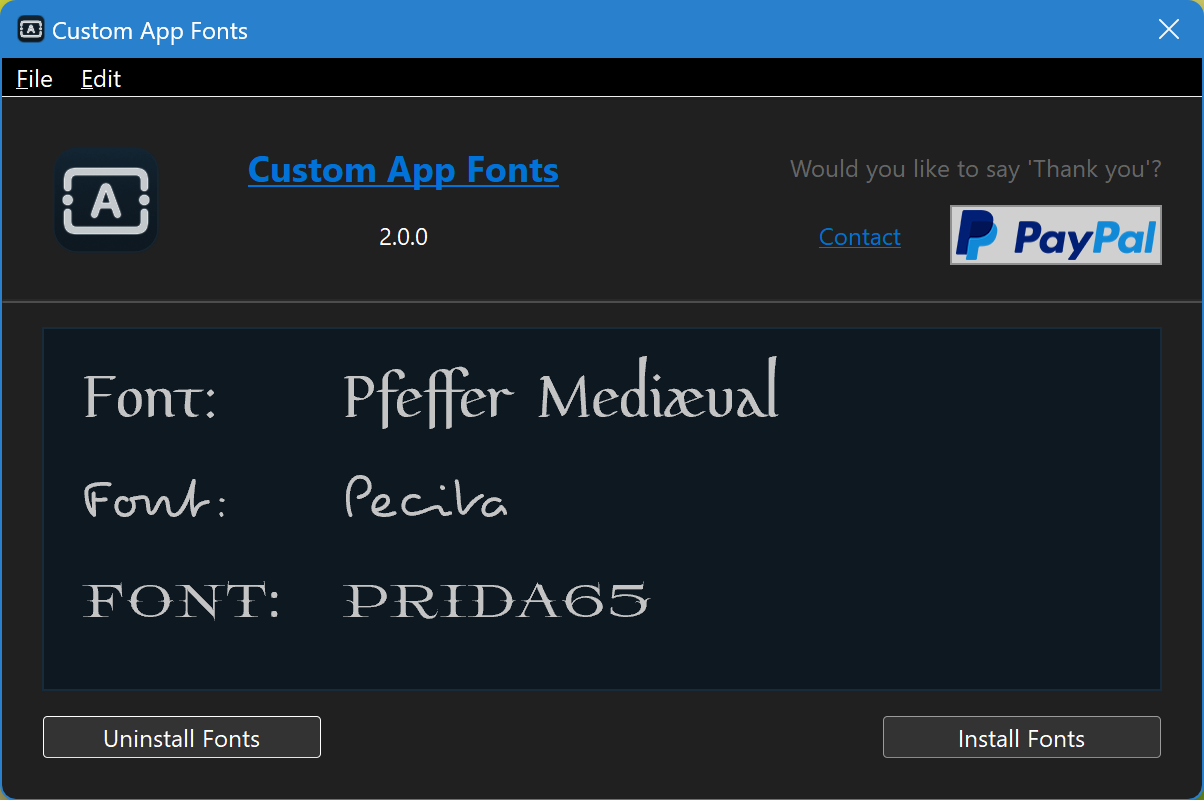 Custom App Fonts
File Edit
A
Custom App Fonts
Would you like to say 'Thank you'?
2.0.0
Contact
PayPal
Font: Pfeffer Mediæval
Font: Pecita
FONT: PRIDA65
Uninstall Fonts
Install Fonts